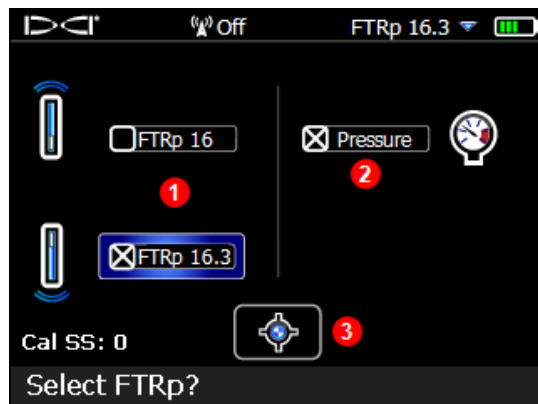 DCI Off FTRp 16.3
FTRp 16 Pressure
1 2
FTRp 16.3
Cal SS: 0 3
Select FTRp?